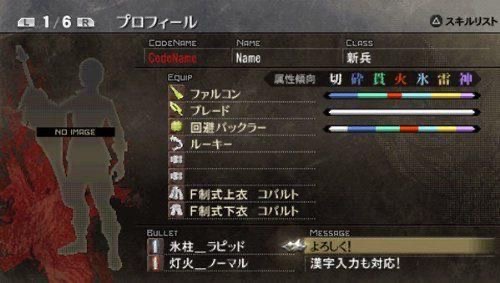 L 1/6 R プロフィール
△ スキルリスト
CODENAME NAME CLASS
CodeName Name 新兵
EQUIP 属性傾向 切 砕 貫 火 氷 雷 神
ファルコン
ブレード
回避バックラー
ルーキー
F制式上衣 コバルト
F制式下衣 コバルト
NO IMAGE
BULLET MESSAGE
氷柱__ラピッド よろしく!
灯火__ノーマル 漢字入力も対応!